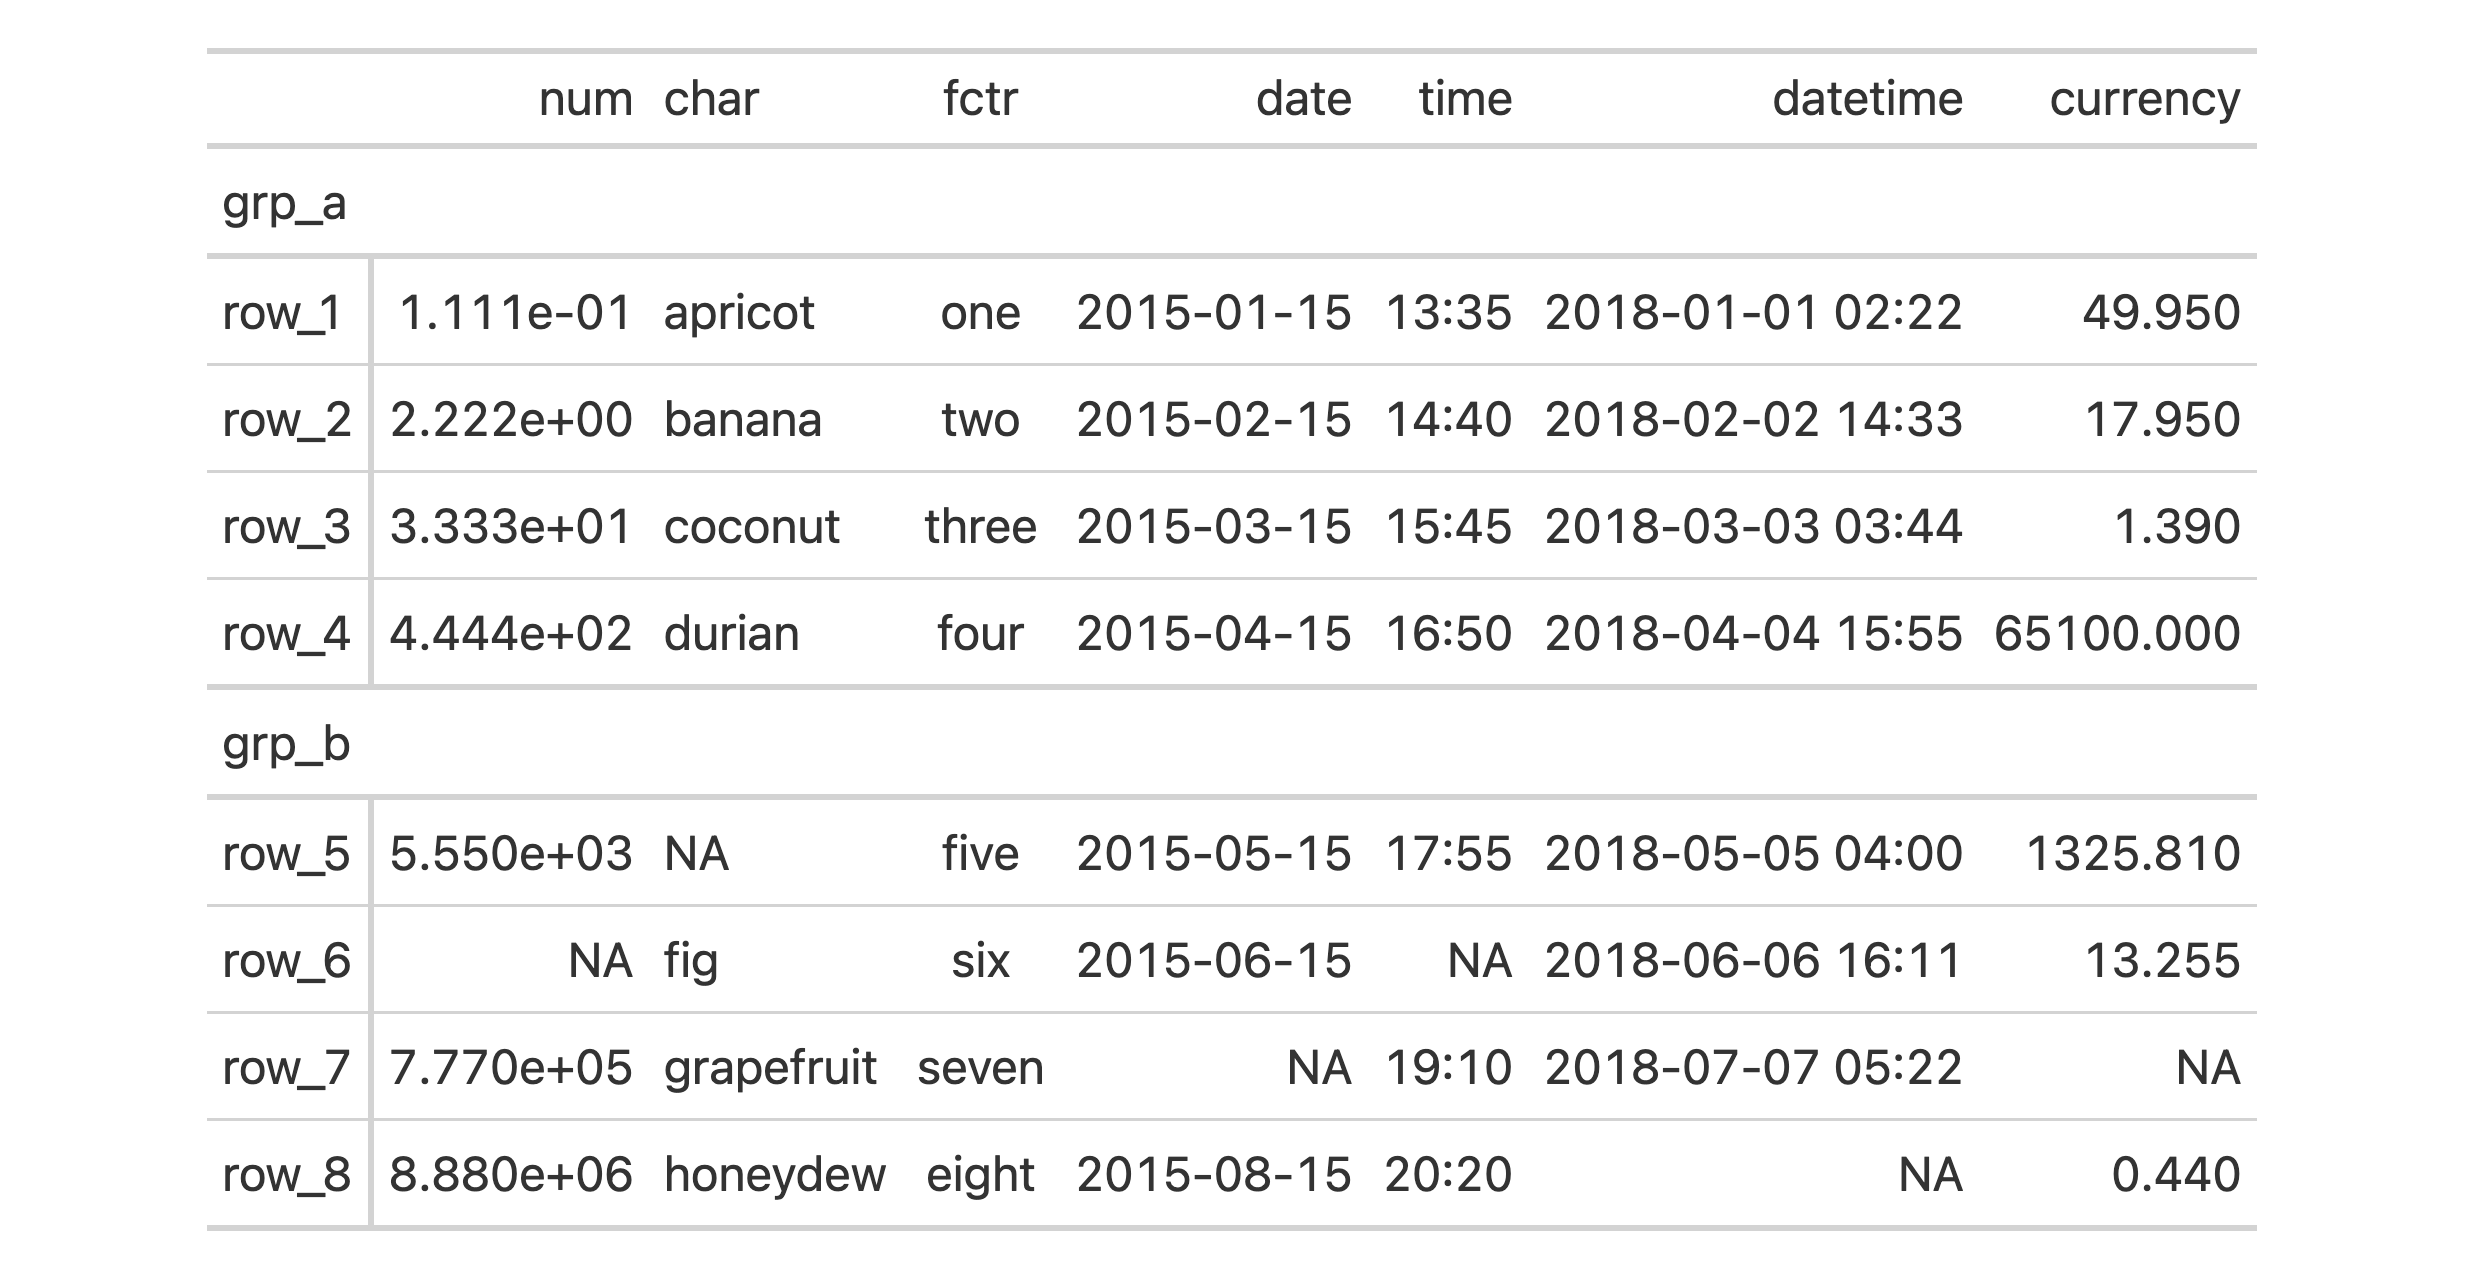 num char fctr date time datetime currency
grp_a
row_1 1.111e-01 apricot one 2015-01-15 13:35 2018-01-01 02:22 49.950
row_2 2.222e+00 banana two 2015-02-15 14:40 2018-02-02 14:33 17.950
row_3 3.333e+01 coconut three 2015-03-15 15:45 2018-03-03 03:44 1.390
row_4 4.444e+02 durian four 2015-04-15 16:50 2018-04-04 15:55 65100.000
grp_b
row_5 5.550e+03 NA five 2015-05-15 17:55 2018-05-05 04:00 1325.810
row_6 NA fig six 2015-06-15 NA 2018-06-06 16:11 13.255
row_7 7.770e+05 grapefruit seven NA 19:10 2018-07-07 05:22 NA
row_8 8.880e+06 honeydew eight 2015-08-15 20:20 NA 0.440